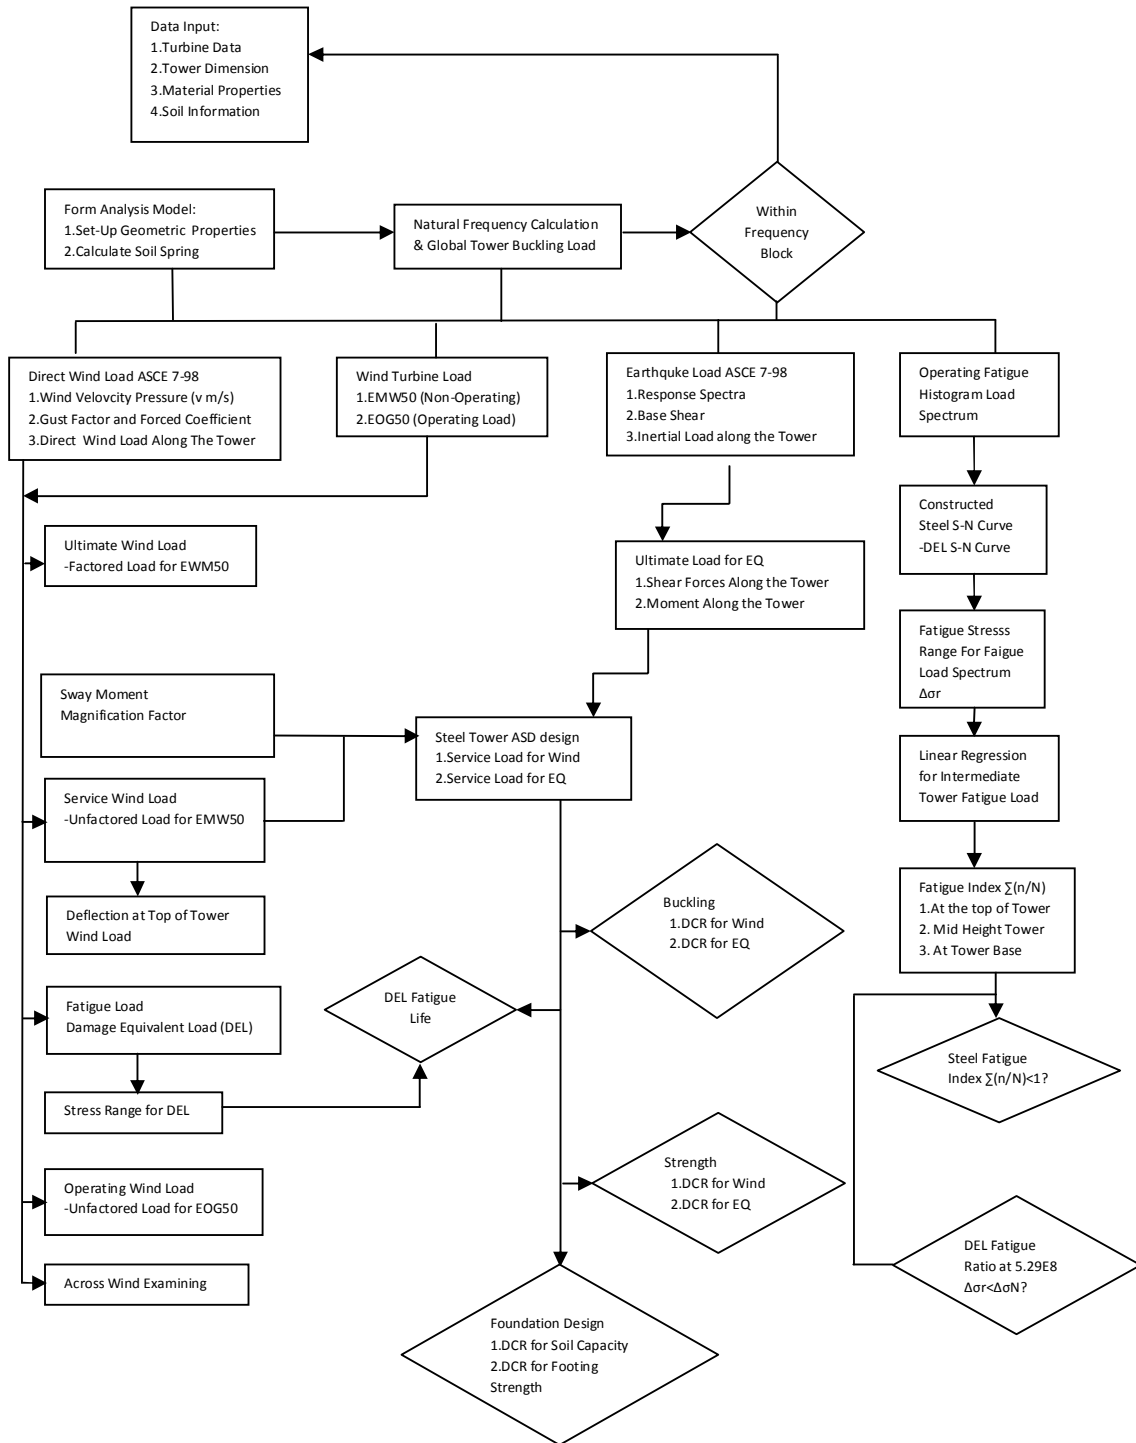 Data Input:
1.Turbine Data
2.Tower Dimension
3.Material Properties
4.Soil Information
Form Analysis Model:
1.Set-Up Geometric Properties
2.Calculate Soil Spring
Natural Frequency Calculation
& Global Tower Buckling Load
Within
Frequency
Block
Direct Wind Load ASCE 7-98
1.Wind Velovcity Pressure (v m/s)
2.Gust Factor and Forced Coefficient
3.Direct Wind Load Along The Tower
Wind Turbine Load
1.EMW50 (Non-Operating)
2.EOG50 (Operating Load)
Earthquke Load ASCE 7-98
1.Response Spectra
2.Base Shear
3.Inertial Load along the Tower
Operating Fatigue
Histogram Load
Spectrum
Ultimate Wind Load
-Factored Load for EWM50
Ultimate Load for EQ
1.Shear Forces Along the Tower
2.Moment Along the Tower
Constructed
Steel S-N Curve
-DEL S-N Curve
Fatigue Stresss
Range For Faigue
Load Spectrum
Δσr
Sway Moment
Magnification Factor
Steel Tower ASD design
1.Service Load for Wind
2.Service Load for EQ
Linear Regression
for Intermediate
Tower Fatigue Load
Service Wind Load
-Unfactored Load for EMW50
Deflection at Top of Tower
Wind Load
Buckling
1.DCR for Wind
2.DCR for EQ
Fatigue Index ∑(n/N)
1.At the top of Tower
2. Mid Height Tower
3. At Tower Base
Fatigue Load
Damage Equivalent Load (DEL)
DEL Fatigue
Life
Steel Fatigue
Index ∑(n/N)<1?
Stress Range for DEL
Strength
1.DCR for Wind
2.DCR for EQ
Operating Wind Load
-Unfactored Load for EOG50
DEL Fatigue
Ratio at 5.29E8
Δσr<ΔσN?
Across Wind Examining
Foundation Design
1.DCR for Soil Capacity
2.DCR for Footing
Strength